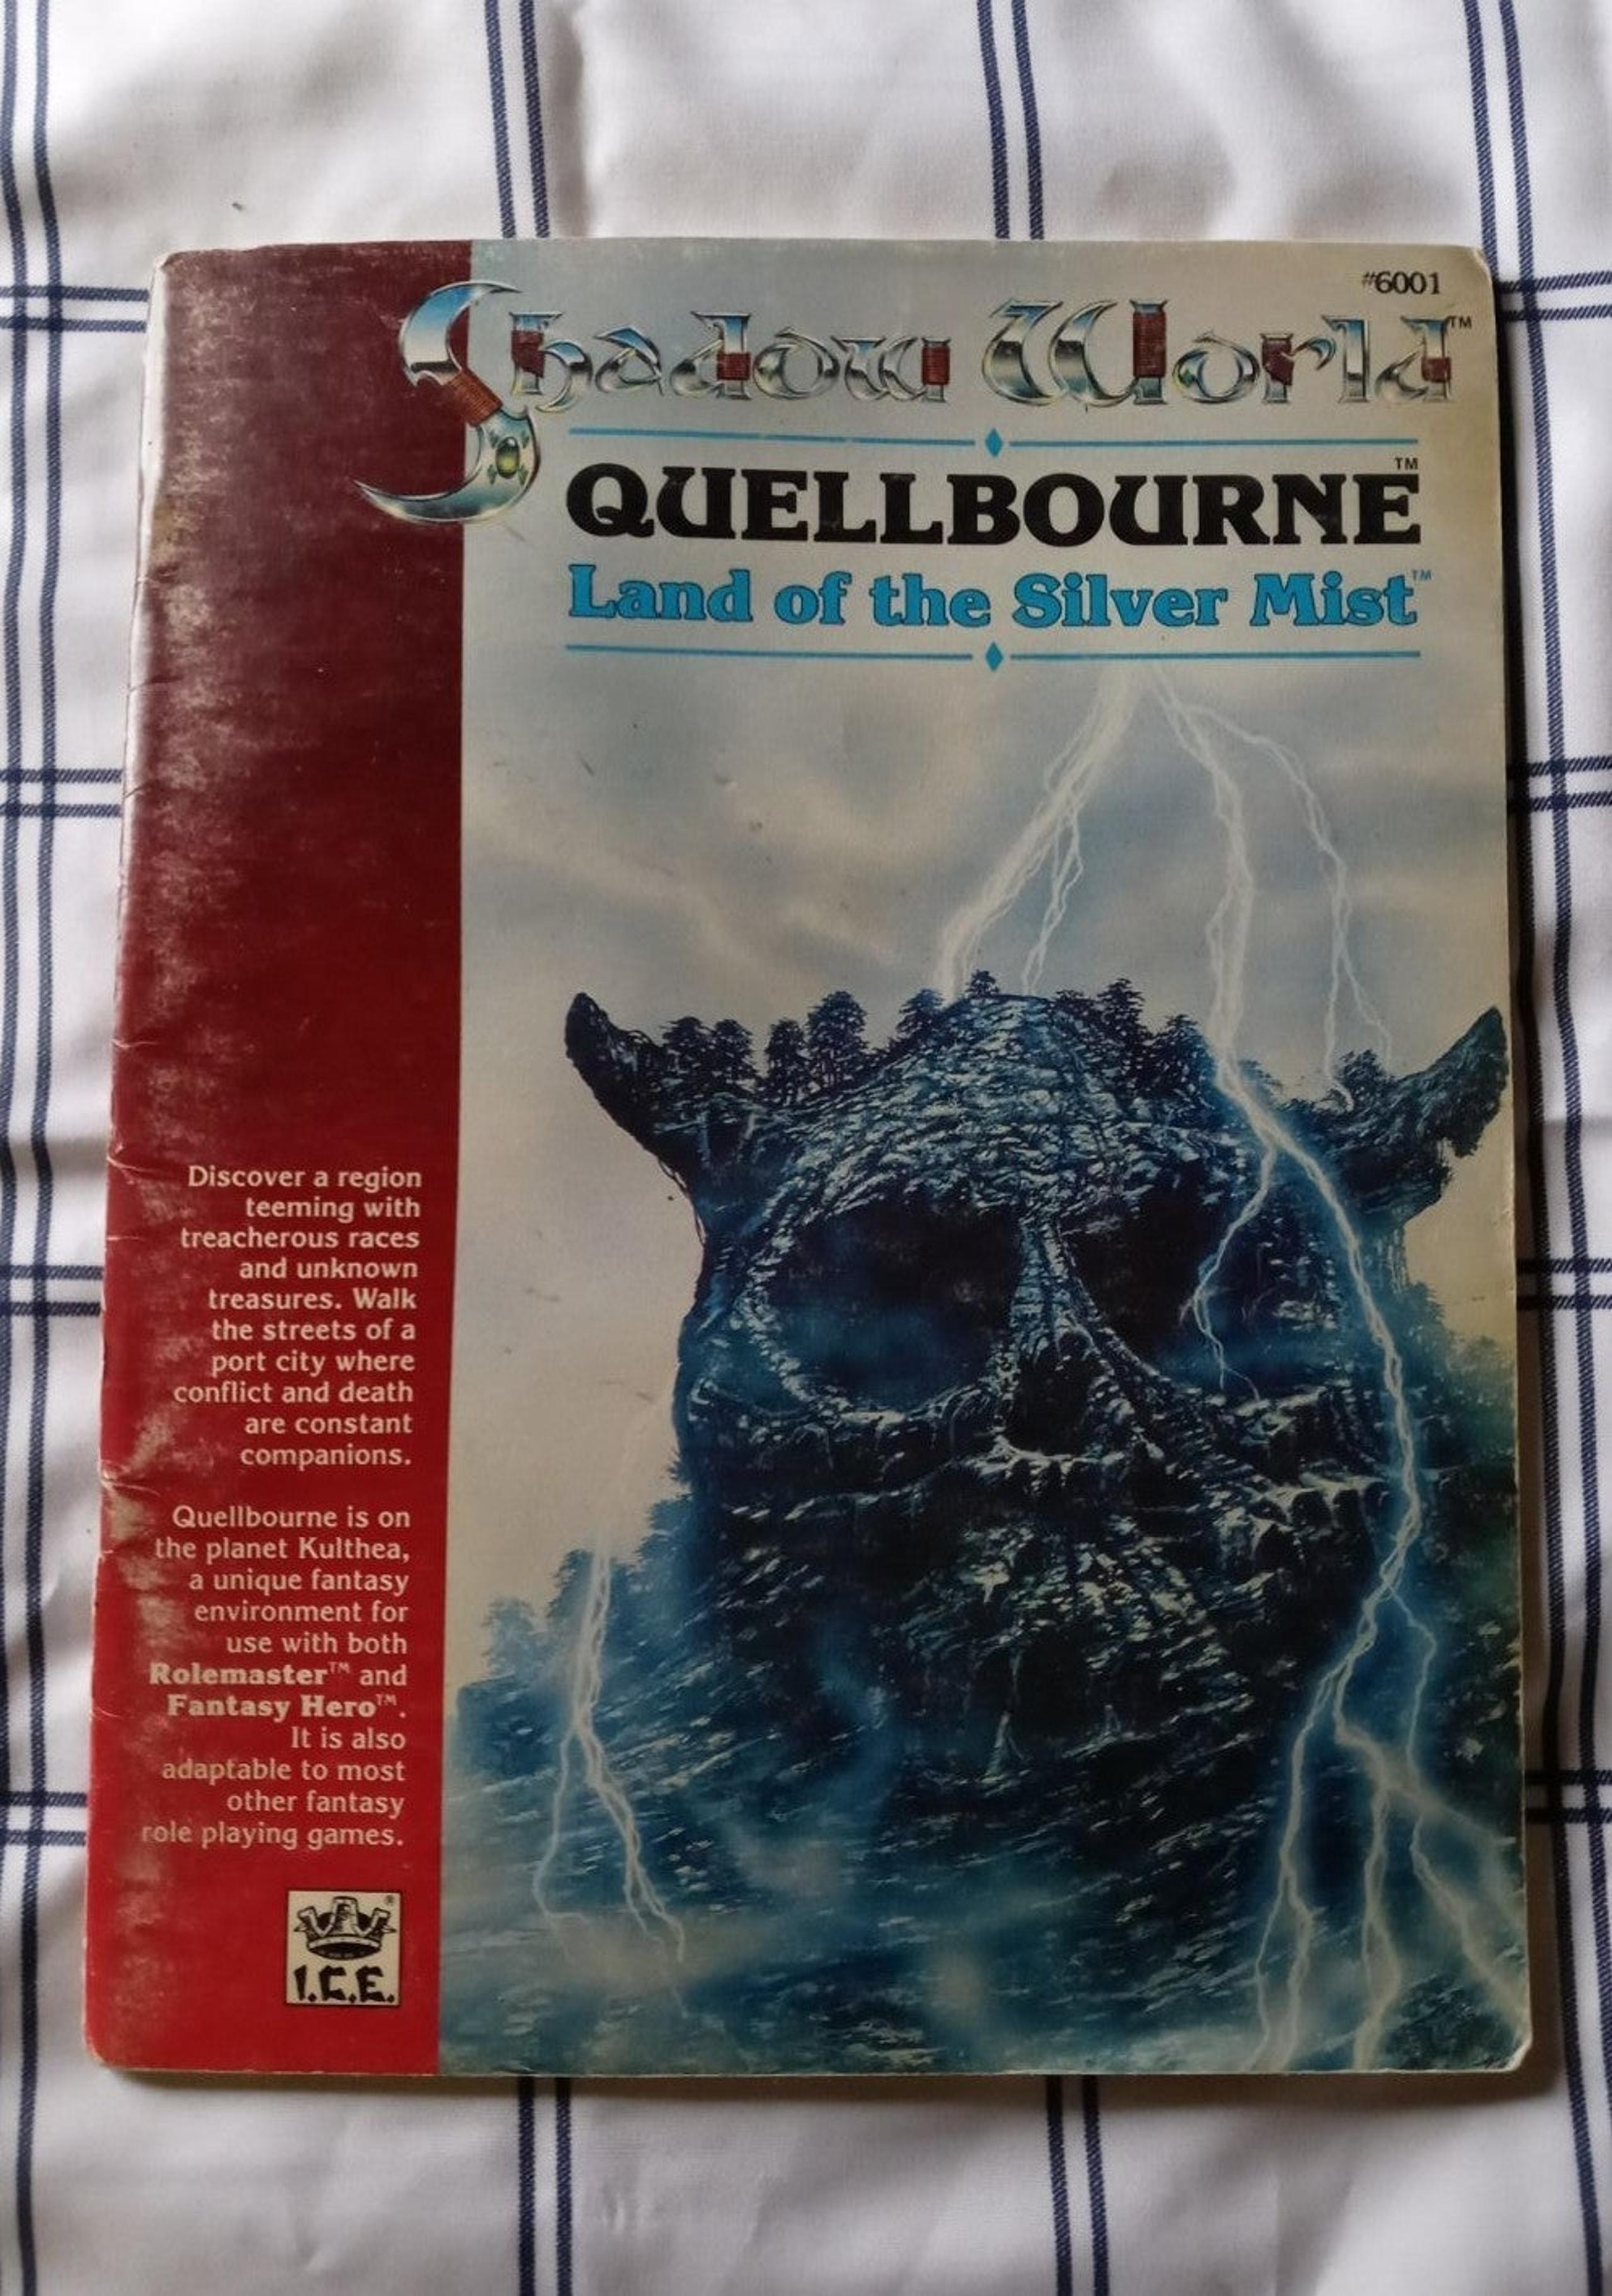 #6001
Shadow World™
QUELLBOURNE™
Land of the Silver Mist™
Discover a region
teeming with
treacherous races
and unknown
treasures. Walk
the streets of a
port city where
conflict and death
are constant
companions.
Quellbourne is on
the planet Kulthea,
a unique fantasy
environment for
use with both
Rolemaster™ and
Fantasy Hero™.
It is also
adaptable to most
other fantasy
role playing games.
®
I.C.E.